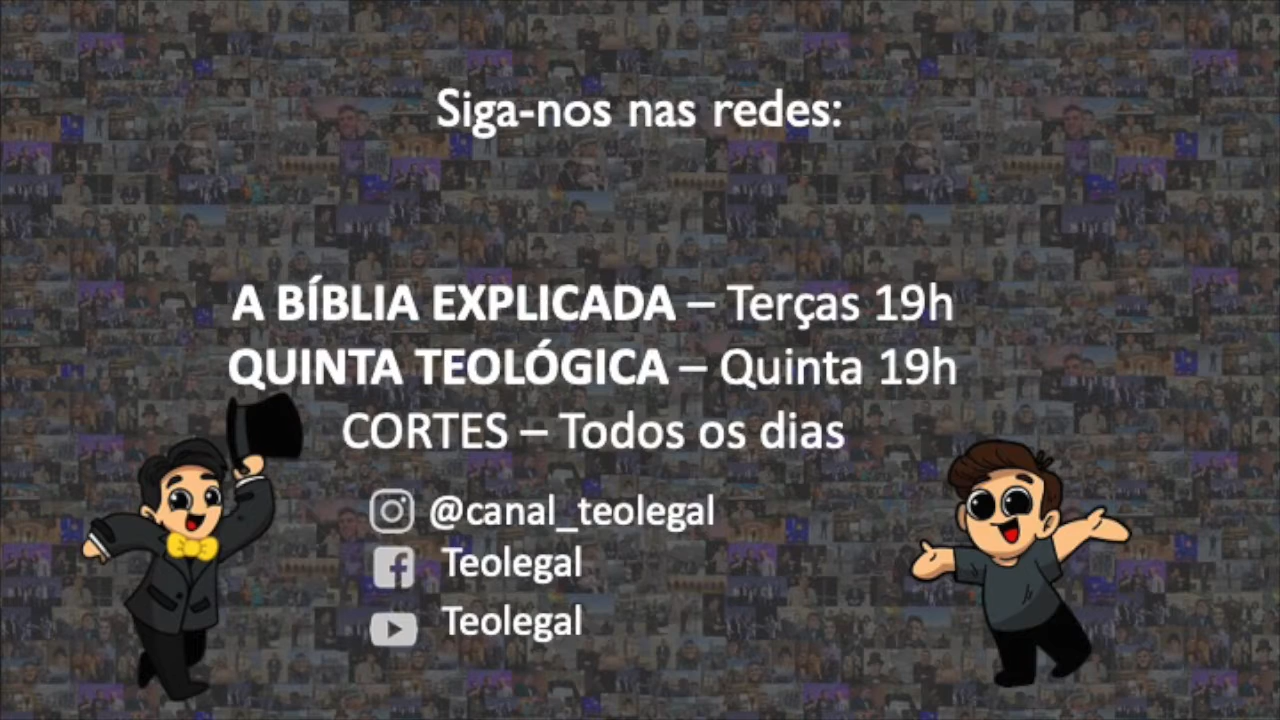 Siga-nos nas redes:
A BÍBLIA EXPLICADA – Terças 19h
QUINTA TEOLÓGICA – Quinta 19h
CORTES – Todos os dias
@canal_teolegal
Teolegal
Teolegal